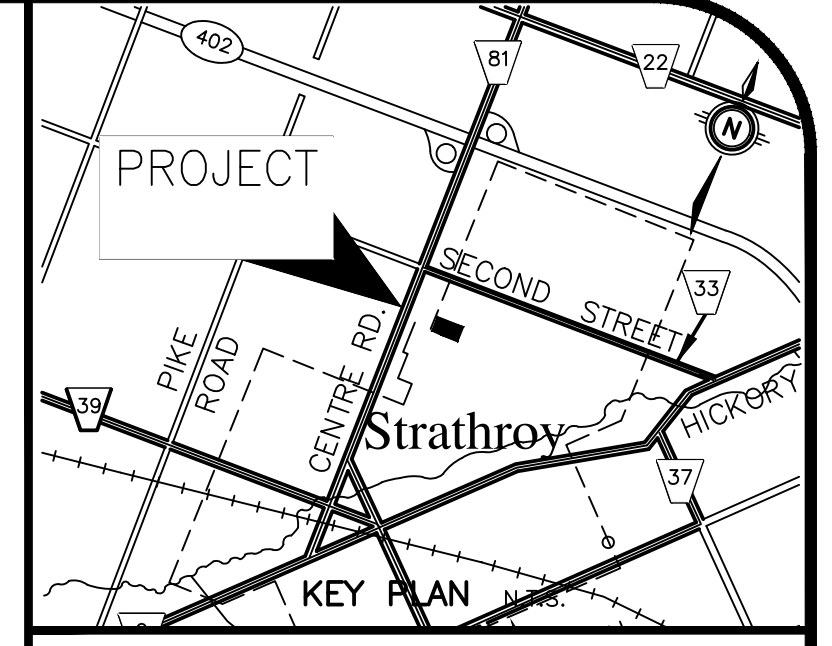 402
81
22
N
PROJECT
SECOND STREET
33
PIKE ROAD
CENTRE RD.
39
Strathroy
HICKORY
37
KEY PLAN N.T.S.